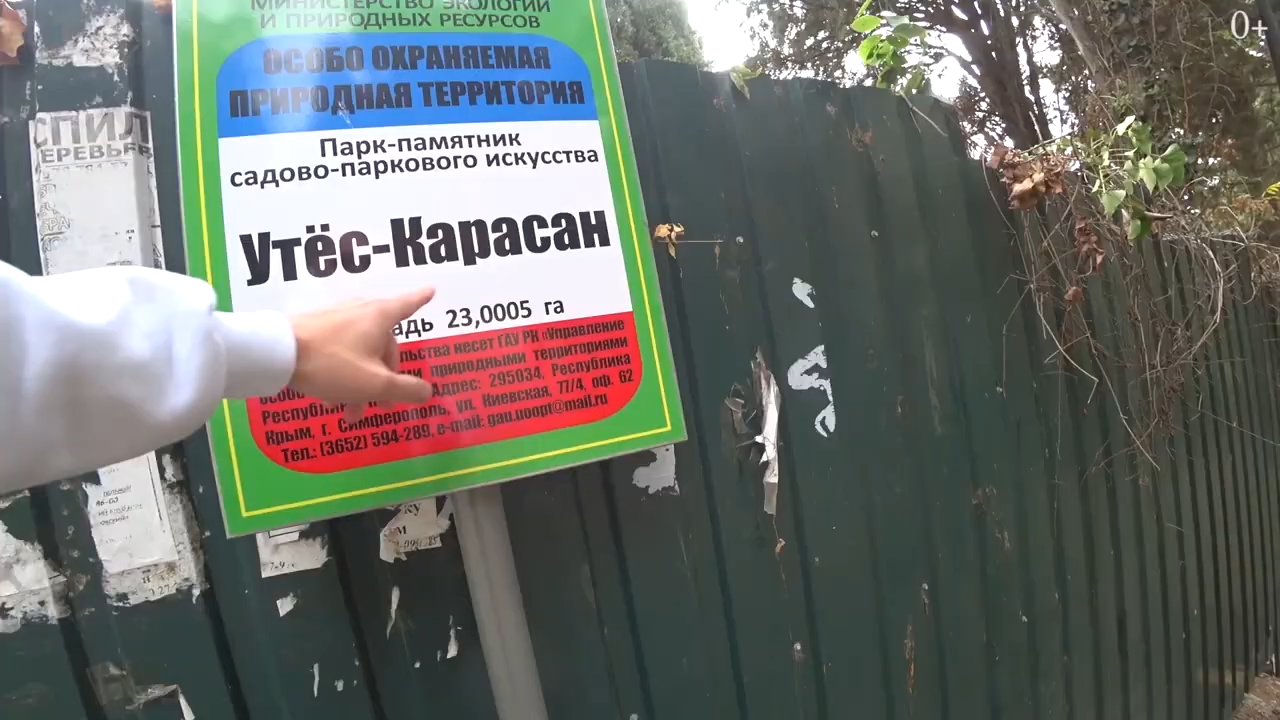 0+
МИНИСТЕРСТВО ЭКОЛОГИИ
И ПРИРОДНЫХ РЕСУРСОВ
ОСОБО ОХРАНЯЕМАЯ
ПРИРОДНАЯ ТЕРРИТОРИЯ
Парк-памятник
садово-паркового искусства
Утёс-Карасан
адь 23,0005 га
льства несет ГАУ РК «Управление
особо ми природными территориями
Республи Адрес: 295034, Республика
Крым, г. Симферополь, ул. Киевская, 77/4, оф. 62
Тел.: (3652) 594-289, e-mail: gau.uoopt@mail.ru
СПИЛ
ЕРЕВЬЕВ